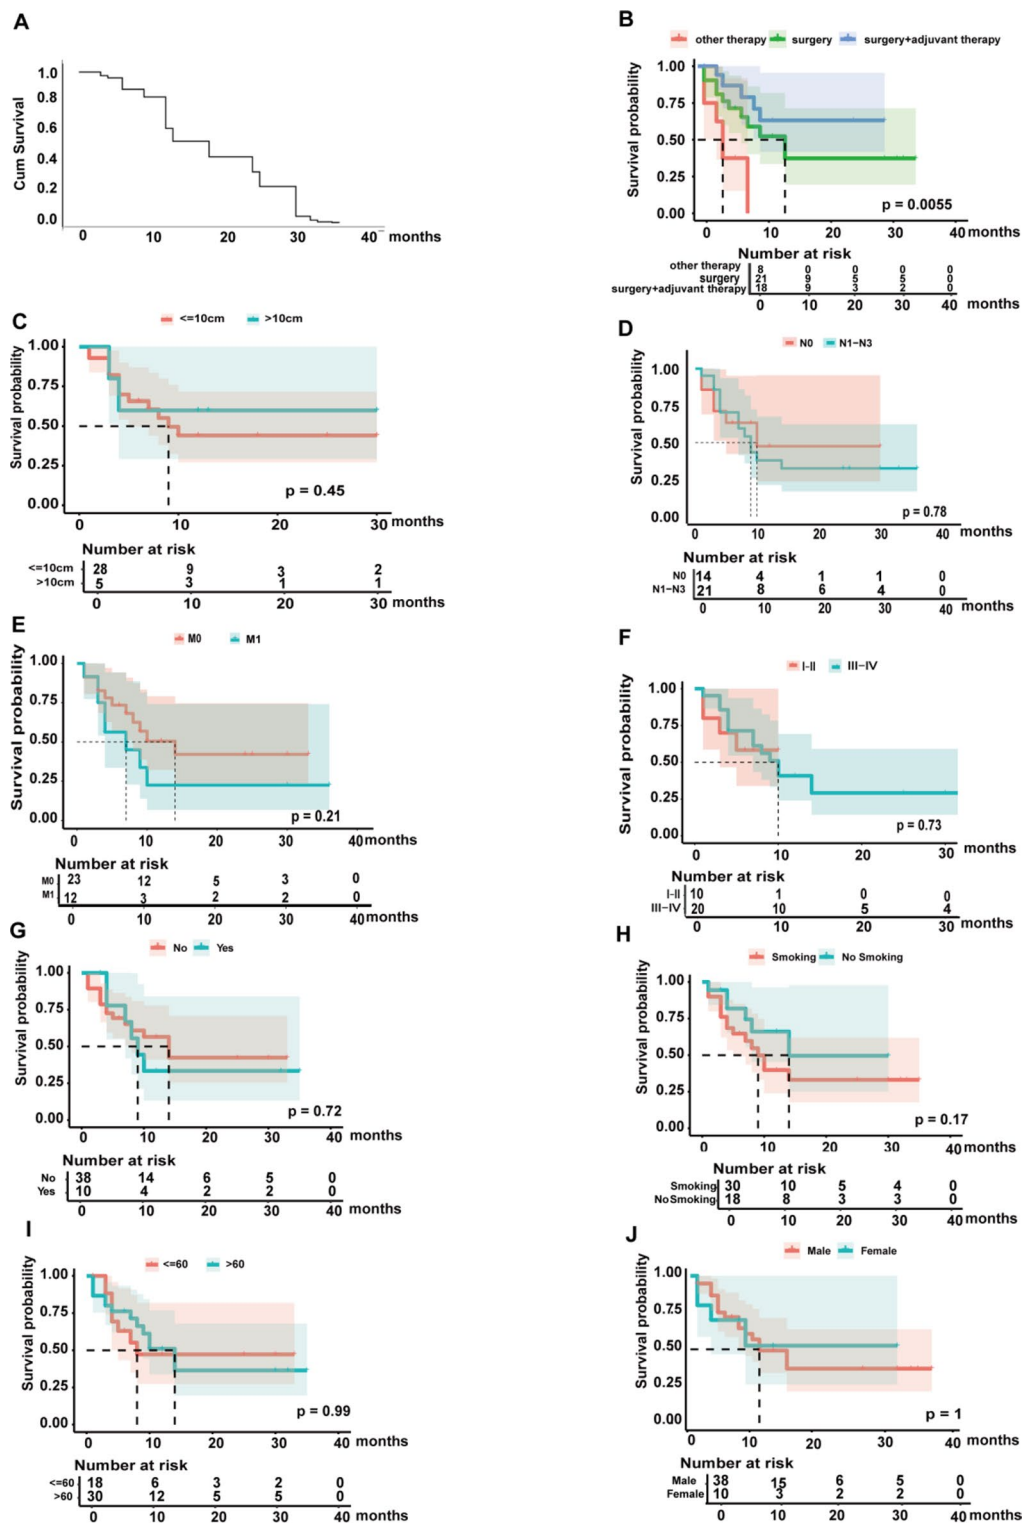 A
1.0
0.8
0.6
0.4
0.2
0.0
Cum Survival
0 10 20 30 40 months
B
other therapy surgery surgery+adjuvant therapy
1.00
0.75
0.50
0.25
0.00
Survival probability
p = 0.0055
0 10 20 30 40 months
Number at risk
other therapy 8 0 0 0 0
surgery 21 9 5 5 0
surgery+adjuvant therapy 18 9 3 2 0
0 10 20 30 40 months
C
<=10cm >10cm
1.00
0.75
0.50
0.25
0.00
Survival probability
p = 0.45
0 10 20 30 months
Number at risk
<=10cm 28 9 3 2
>10cm 5 3 1 1
0 10 20 30 months
D
N0 N1-N3
1.00
0.75
0.50
0.25
0.00
Survival probability
p = 0.78
0 10 20 30 40 months
Number at risk
N0 14 4 1 1 0
N1-N3 21 8 6 4 0
0 10 20 30 40 months
E
M0 M1
1.00
0.75
0.50
0.25
0.00
Survival probability
p = 0.21
0 10 20 30 40 months
Number at risk
M0 23 12 5 3 0
M1 12 3 2 2 0
0 10 20 30 40 months
F
I-II III-IV
1.00
0.75
0.50
0.25
0.00
Survival probability
p = 0.73
0 10 20 30 months
Number at risk
I-II 10 1 0 0
III-IV 20 10 5 4
0 10 20 30 months
G
No Yes
1.00
0.75
0.50
0.25
0.00
Survival probability
p = 0.72
0 10 20 30 40 months
Number at risk
No 38 14 6 5 0
Yes 10 4 2 2 0
0 10 20 30 40 months
H
Smoking No Smoking
1.00
0.75
0.50
0.25
0.00
Survival probability
p = 0.17
0 10 20 30 40 months
Number at risk
Smoking 30 10 5 4 0
No Smoking 18 8 3 3 0
0 10 20 30 40 months
I
<=60 >60
1.00
0.75
0.50
0.25
0.00
Survival probability
p = 0.99
0 10 20 30 40 months
Number at risk
<=60 18 6 3 2 0
>60 30 12 5 5 0
0 10 20 30 40 months
J
Male Female
1.00
0.75
0.50
0.25
0.00
Survival probability
p = 1
0 10 20 30 40 months
Number at risk
Male 38 15 6 5 0
Female 10 3 2 2 0
0 10 20 30 40 months